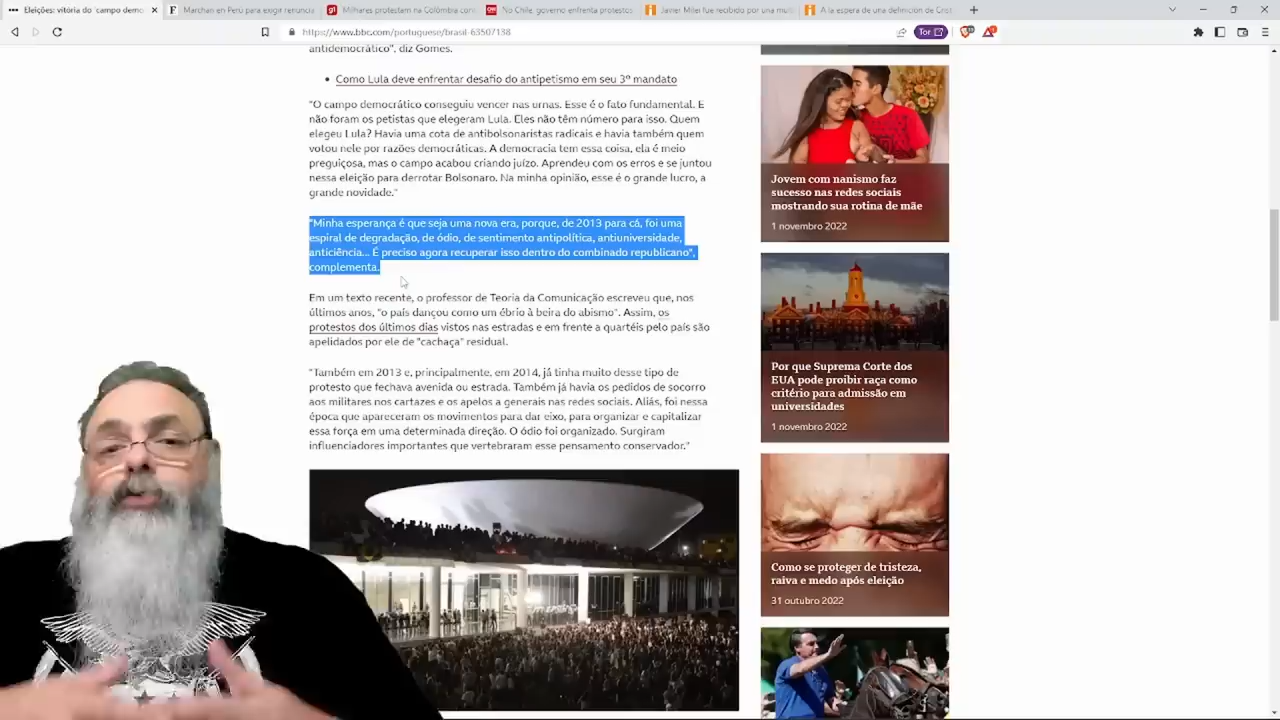 Eleições: vitória do 'campo demo
Marchan en Perú para exigir renuncia
Milhares protestam na Colômbia con
No Chile, governo enfrenta protestos
Javier Milei fue recibido por una mul
A la espera de una definición de Crist
https://www.bbc.com/portuguese/brasil-63507138
Tor
antidemocrático", diz Gomes.
Como Lula deve enfrentar desafio do antipetismo em seu 3º mandato
"O campo democrático conseguiu vencer nas urnas. Esse é o fato fundamental. E
não foram os petistas que elegeram Lula. Eles não têm número para isso. Quem
elegeu Lula? Havia uma cota de antibolsonaristas radicais e havia também quem
votou nele por razões democráticas. A democracia tem essa coisa, ela é meio
preguiçosa, mas o campo acabou criando juízo. Aprendeu com os erros e se juntou
nessa eleição para derrotar Bolsonaro. Na minha opinião, esse é o grande lucro, a
grande novidade."
"Minha esperança é que seja uma nova era, porque, de 2013 para cá, foi uma
espiral de degradação, de ódio, de sentimento antipolítica, antiuniversidade,
anticiência... É preciso agora recuperar isso dentro do combinado republicano",
complementa.
Em um texto recente, o professor de Teoria da Comunicação escreveu que, nos
últimos anos, "o país dançou como um ébrio à beira do abismo". Assim, os
protestos dos últimos dias vistos nas estradas e em frente a quartéis pelo país são
apelidados por ele de "cachaça" residual.
"Também em 2013 e, principalmente, em 2014, já tinha muito desse tipo de
protesto que fechava avenida ou estrada. Também já havia os pedidos de socorro
aos militares nos cartazes e os apelos a generais nas redes sociais. Aliás, foi nessa
época que apareceram os movimentos para dar eixo, para organizar e capitalizar
essa força em uma determinada direção. O ódio foi organizado. Surgiram
influenciadores importantes que vertebraram esse pensamento conservador."
Jovem com nanismo faz
sucesso nas redes sociais
mostrando sua rotina de mãe
1 novembro 2022
Por que Suprema Corte dos
EUA pode proibir raça como
critério para admissão em
universidades
1 novembro 2022
Como se proteger de tristeza,
raiva e medo após eleição
31 outubro 2022